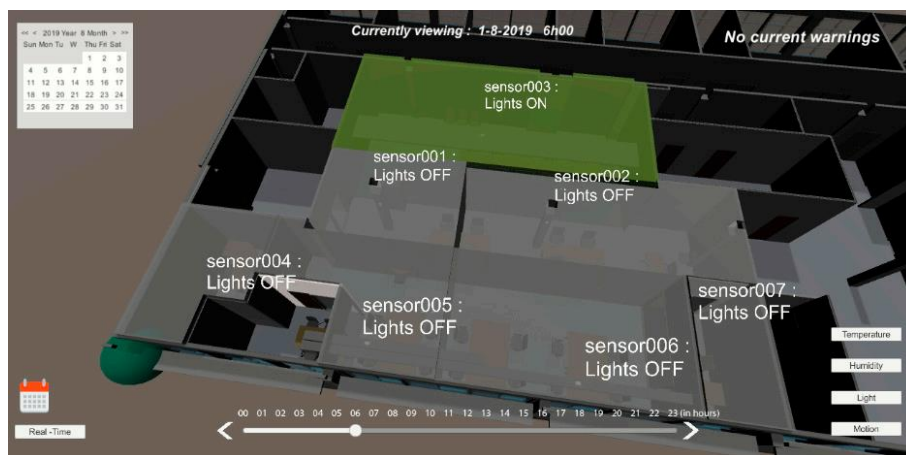 << < 2019 Year 8 Month > >>
Sun Mon Tu W Thu Fri Sat
1 2 3
4 5 6 7 8 9 10
11 12 13 14 15 16 17
18 19 20 21 22 23 24
25 26 27 28 29 30 31
Currently viewing : 1-8-2019 6h00
No current warnings
sensor003 :
Lights ON
sensor001 :
Lights OFF
sensor002 :
Lights OFF
sensor004 :
Lights OFF
sensor005 :
Lights OFF
sensor006 :
Lights OFF
sensor007 :
Lights OFF
Temperature
Humidity
Light
Motion
Real -Time
00 01 02 03 04 05 06 07 08 09 10 11 12 13 14 15 16 17 18 19 20 21 22 23 (in hours)